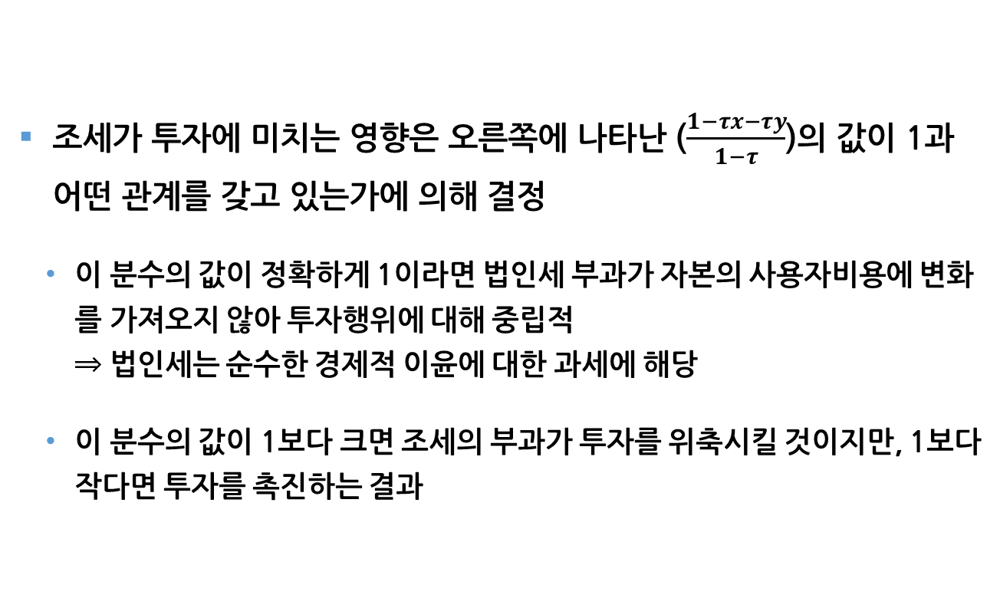 ▪ 조세가 투자에 미치는 영향은 오른쪽에 나타난 (\frac{1-τx-τy}{1-τ})의 값이 1과
어떤 관계를 갖고 있는가에 의해 결정
• 이 분수의 값이 정확하게 1이라면 법인세 부과가 자본의 사용자비용에 변화
를 가져오지 않아 투자행위에 대해 중립적
⇒ 법인세는 순수한 경제적 이윤에 대한 과세에 해당
• 이 분수의 값이 1보다 크면 조세의 부과가 투자를 위축시킬 것이지만, 1보다
작다면 투자를 촉진하는 결과